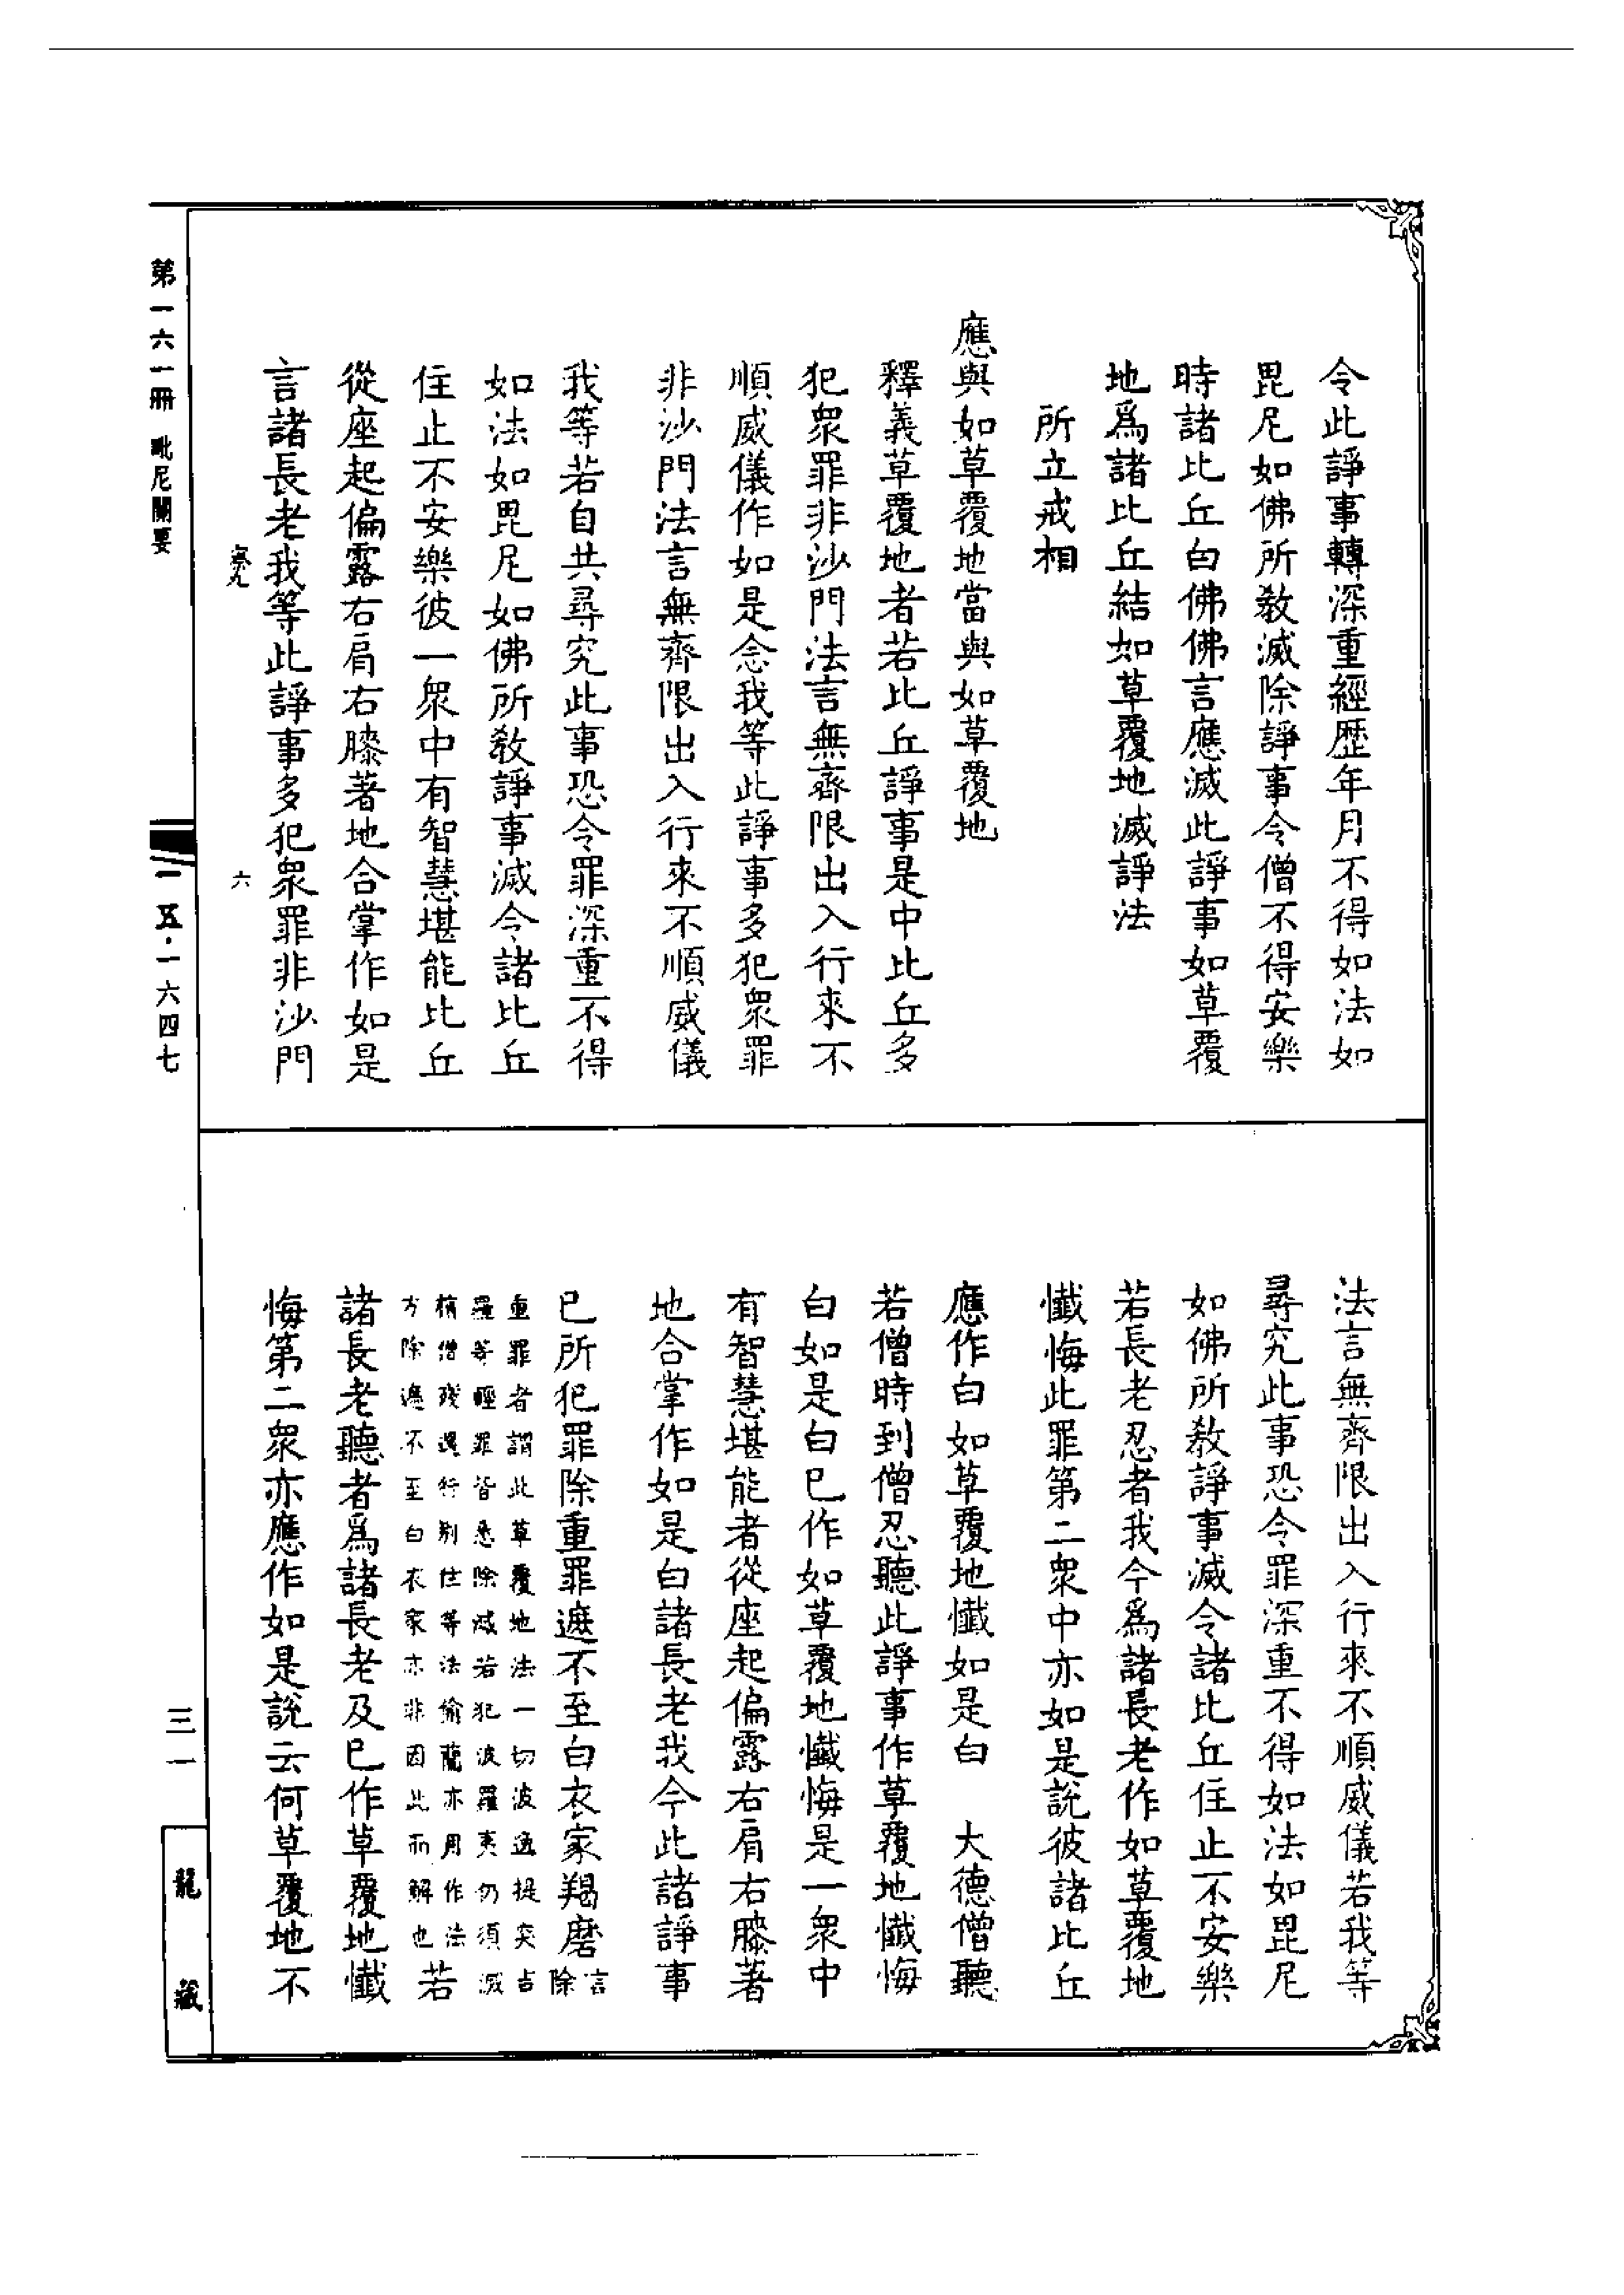 令此諍事轉深重經歷年月不得如法如
毘尼如佛所教滅除諍事令僧不得安樂
時諸比丘白佛佛言應滅此諍事如草覆
地爲諸比丘結如草覆地滅諍法
所立戒相
應與如草覆地當與如草覆地
釋義草覆地者若比丘諍事是中比丘多
犯衆罪非沙門法言無齊限出入行來不
順威儀作如是念我等此諍事多犯衆罪
非沙門法言無齊限出入行來不順威儀
我等若自共尋究此事恐令罪深重不得
如法如毘尼如佛所教諍事滅令諸比丘
住止不安樂彼一衆中有智慧堪能比丘
從座起偏露右肩右膝著地合掌作如是
言諸長老我等此諍事多犯衆罪非沙門
六
法言無齊限出入行來不順威儀若我等
尋究此事恐令罪深重不得如法如毘尼
如佛所教諍事滅令諸比丘住止不安樂
若長老忍者我今爲諸長老作如草覆地
懺悔此罪第二衆中亦如是說彼諸比丘
應作白如草覆地懺如是白　大德僧聽
若僧時到僧忍聽此諍事作草覆地懺悔
白如是白已作如草覆地懺悔是一衆中
有智慧堪能者從座起偏露右肩右膝著
地合掌作如是白諸長老我今此諸諍事
已所犯罪除重罪遮不至白衣家羯磨言除
重罪者謂此草覆地法一切波逸提突吉
羅等輕罪皆悉除滅若犯波羅夷仍須滅
擯僧殘還行別住等法偷蘭亦用作法
方除遮不至白衣家亦非因此而解也若
諸長老聽者爲諸長老及已作草覆地懺
悔第二衆亦應作如是說云何草覆地不
第一六一冊　毗尼關要
一五·一六四七
三一
龍藏